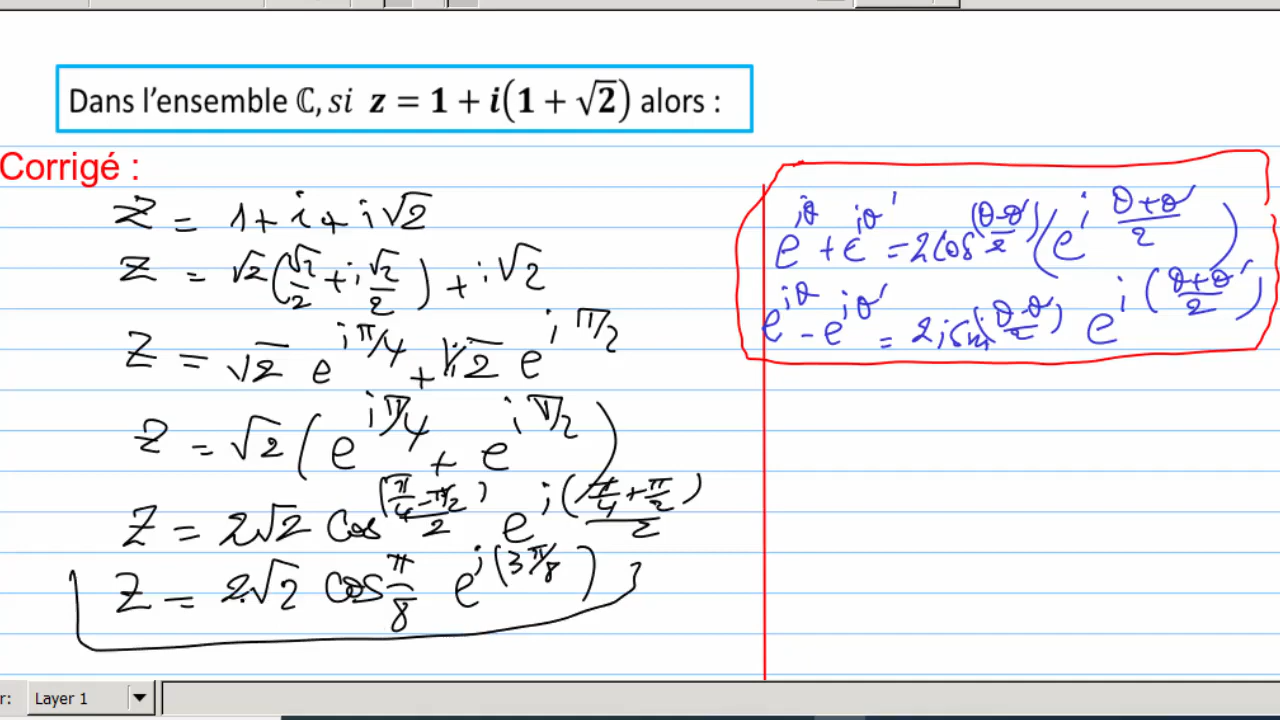 Dans l’ensemble ℂ, si z = 1 + i(1 + √2) alors :
Corrigé :
Z = 1 + i + i√2
Z = √2 (√2/2 + i √2/2) + i√2
Z = √2 e^{iπ/4} + √2 e^{iπ/2}
Z = √2 (e^{iπ/4} + e^{iπ/2})
Z = 2√2 cos((π/4 - π/2)/2) e^{i(π/4 + π/2)/2}
Z = 2√2 cos π/8 e^{i(3π/8)}
e^{iθ} + e^{iθ'} = 2 cos((θ-θ')/2) (e^{i (θ+θ')/2})
e^{iθ} - e^{iθ'} = 2i sin((θ-θ')/2) e^{i((θ+θ')/2)}
r: Layer 1